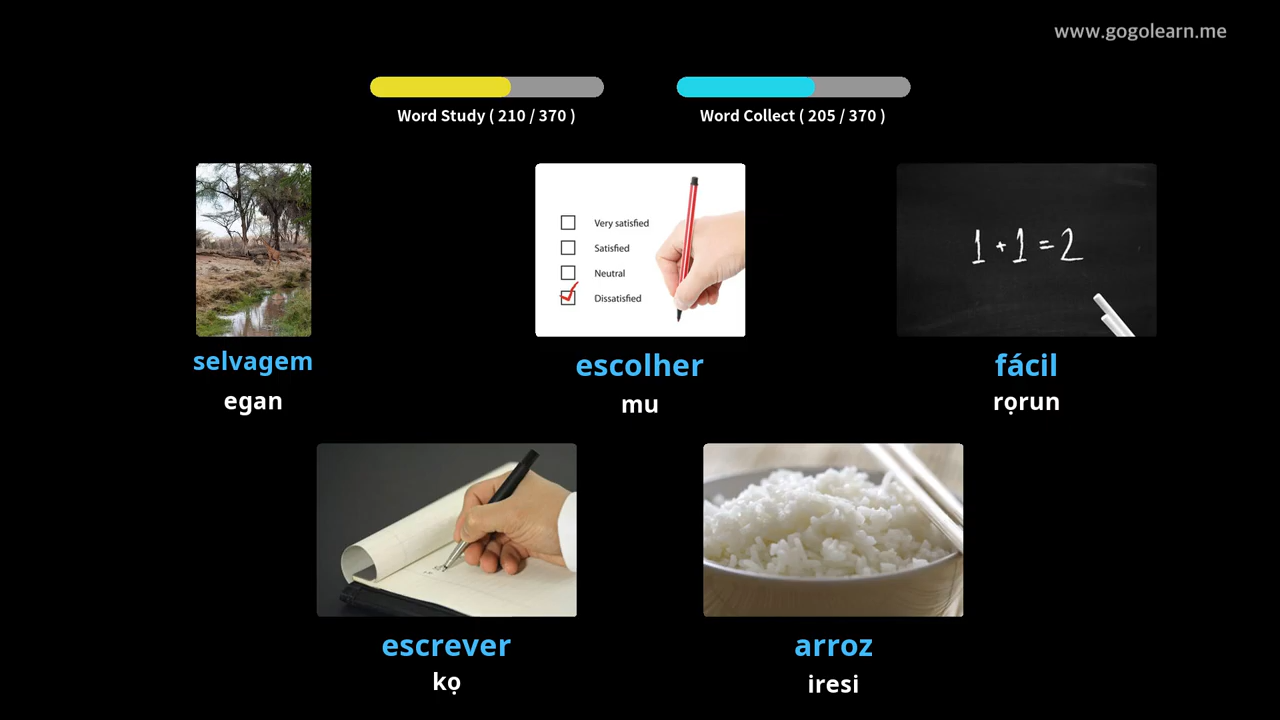 www.gogolearn.me
Word Study ( 210 / 370 )
Word Collect ( 205 / 370 )
selvagem
egan
Very satisfied
Satisfied
Neutral
Dissatisfied
escolher
mu
1 + 1 = 2
fácil
rọrun
escrever
kọ
arroz
iresi